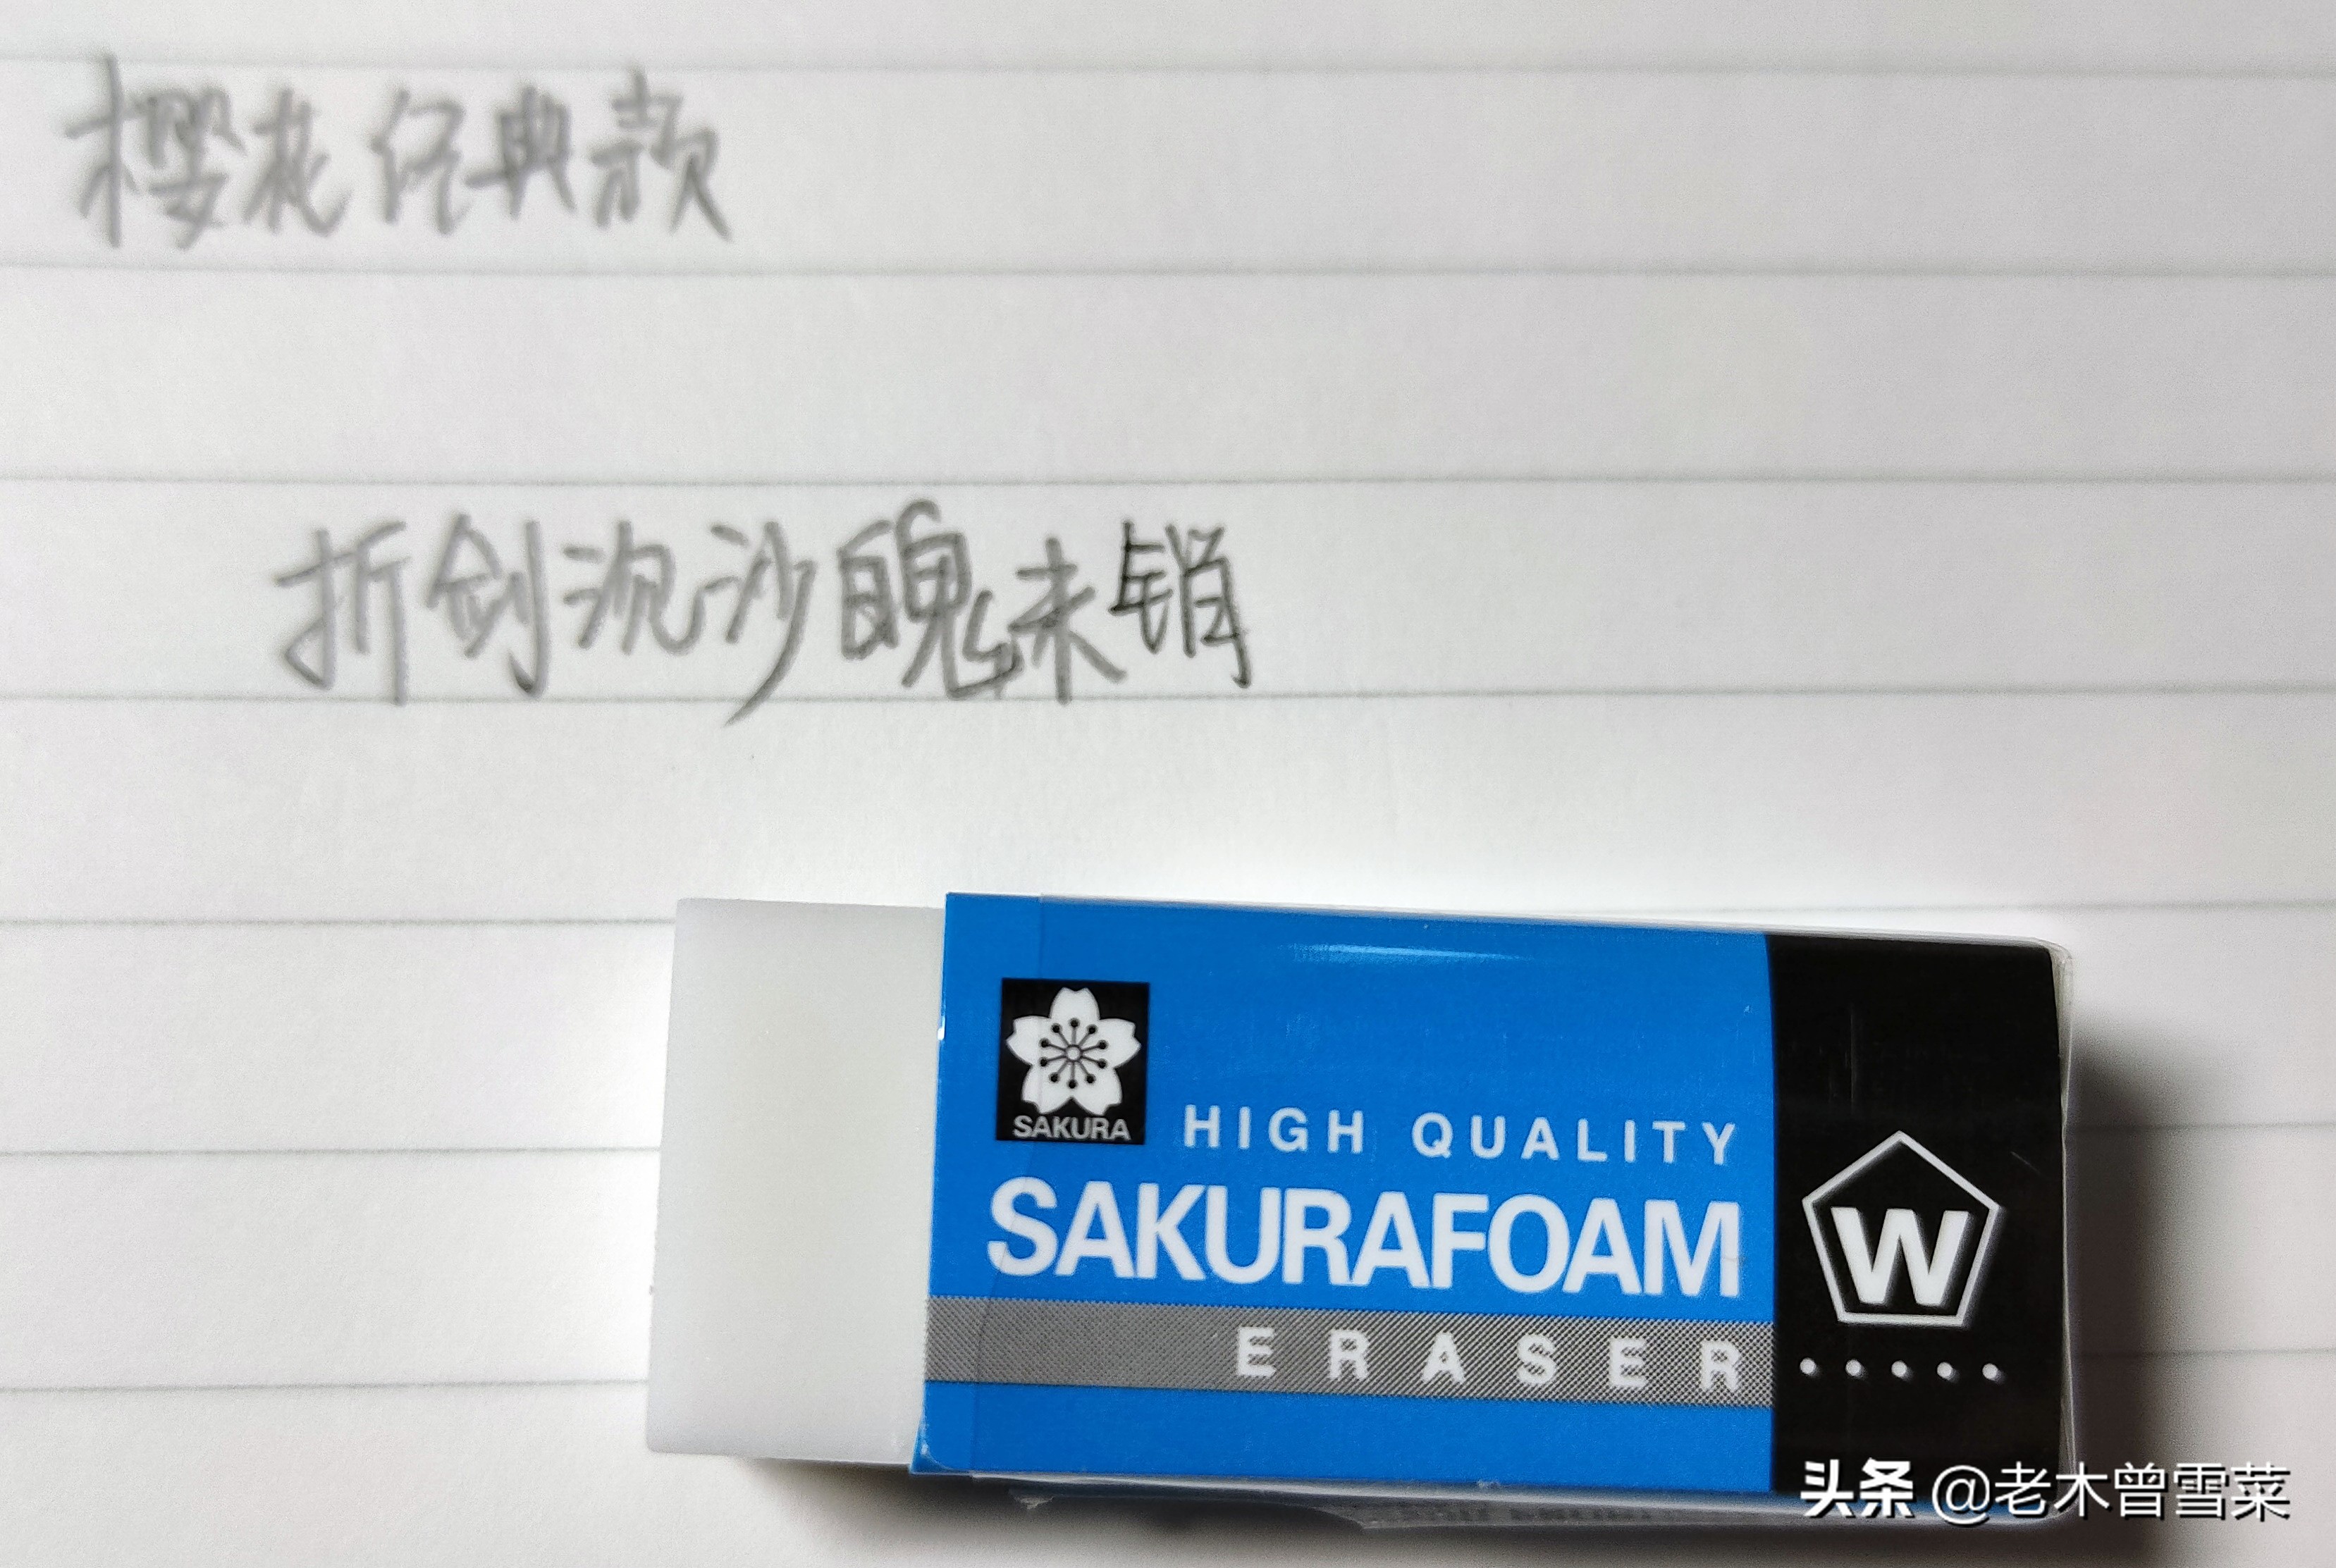 樱花经典款
折剑沉沙魄未销
SAKURA
HIGH QUALITY
SAKURAFOAM
ERASER
W
头条 @老木曾雪菜